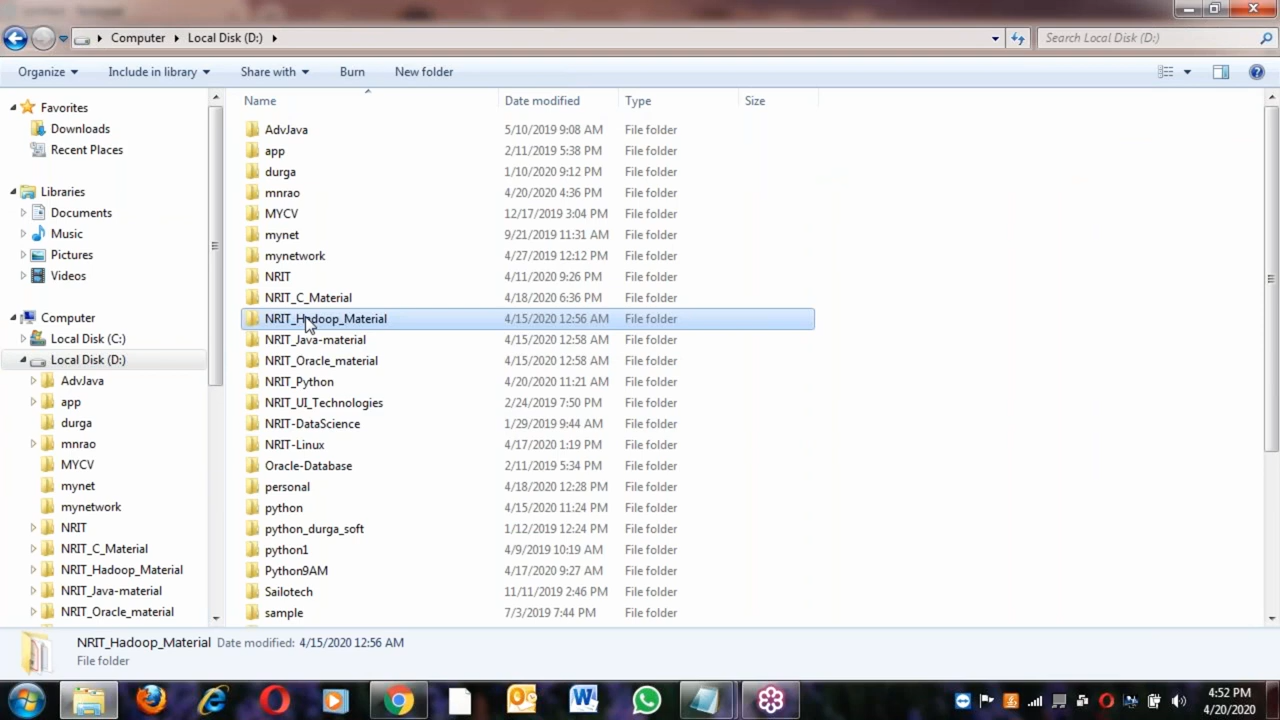 Computer Local Disk (D:)
Search Local Disk (D:)
Organize Include in library Share with Burn New folder
Favorites
Downloads
Recent Places
Libraries
Documents
Music
Pictures
Videos
Computer
Local Disk (C:)
Local Disk (D:)
AdvJava
app
durga
mnrao
MYCV
mynet
mynetwork
NRIT
NRIT_C_Material
NRIT_Hadoop_Material
NRIT_Java-material
NRIT_Oracle_material
Name Date modified Type Size
AdvJava 5/10/2019 9:08 AM File folder
app 2/11/2019 5:38 PM File folder
durga 1/10/2020 9:12 PM File folder
mnrao 4/20/2020 4:36 PM File folder
MYCV 12/17/2019 3:04 PM File folder
mynet 9/21/2019 11:31 AM File folder
mynetwork 4/27/2019 12:12 PM File folder
NRIT 4/11/2020 9:26 PM File folder
NRIT_C_Material 4/18/2020 6:36 PM File folder
NRIT_Hadoop_Material 4/15/2020 12:56 AM File folder
NRIT_Java-material 4/15/2020 12:58 AM File folder
NRIT_Oracle_material 4/15/2020 12:58 AM File folder
NRIT_Python 4/20/2020 11:21 AM File folder
NRIT_UI_Technologies 2/24/2019 7:50 PM File folder
NRIT-DataScience 1/29/2019 9:44 AM File folder
NRIT-Linux 4/17/2020 1:19 PM File folder
Oracle-Database 2/11/2019 5:34 PM File folder
personal 4/18/2020 12:28 PM File folder
python 4/15/2020 11:24 PM File folder
python_durga_soft 1/12/2019 12:24 PM File folder
python1 4/9/2019 10:19 AM File folder
Python9AM 4/17/2020 9:27 AM File folder
Sailotech 11/11/2019 2:46 PM File folder
sample 7/3/2019 7:44 PM File folder
NRIT_Hadoop_Material Date modified: 4/15/2020 12:56 AM
File folder
4:52 PM
4/20/2020